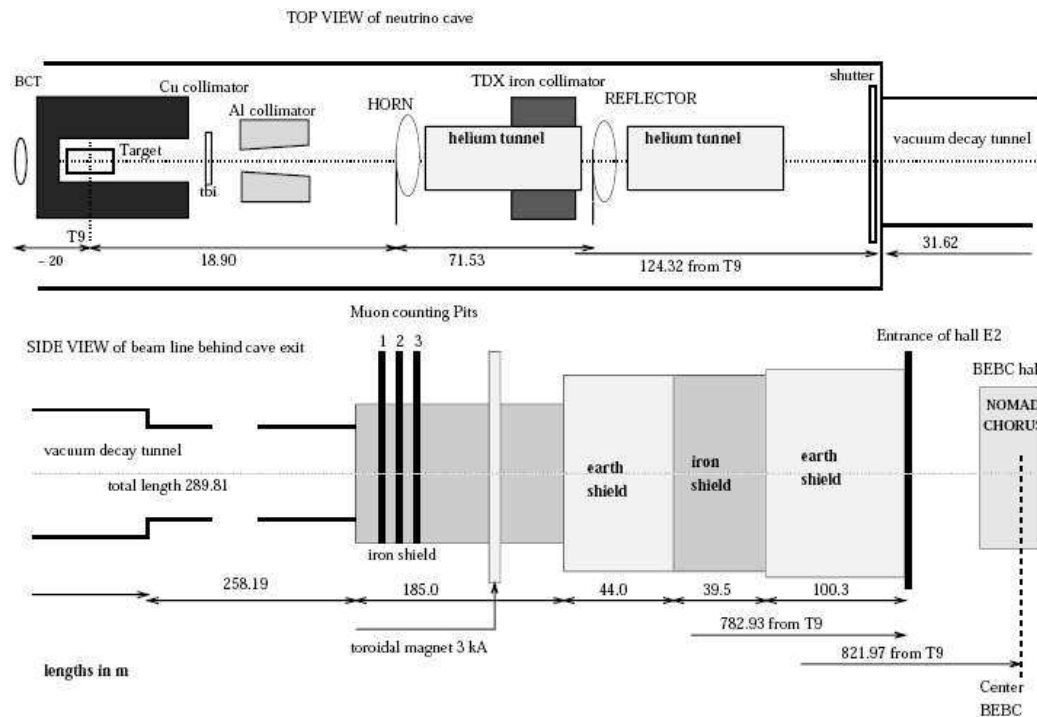 TOP VIEW of neutrino cave
BCT
Cu collimator
TDX iron collimator
shutter
Al collimator
HORN
REFLECTOR
helium tunnel
helium tunnel
vacuum decay tunnel
Target
tbi
T9
~ 20
18.90
71.53
124.32 from T9
31.62
Muon counting Pits
1 2 3
SIDE VIEW of beam line behind cave exit
Entrance of hall E2
BEBC hal
NOMAD
CHORUS
vacuum decay tunnel
total length 289.81
earth
shield
iron
shield
earth
shield
iron shield
258.19
185.0
44.0
39.5
100.3
toroidal magnet 3 kA
782.93 from T9
821.97 from T9
lengths in m
Center
BEBC